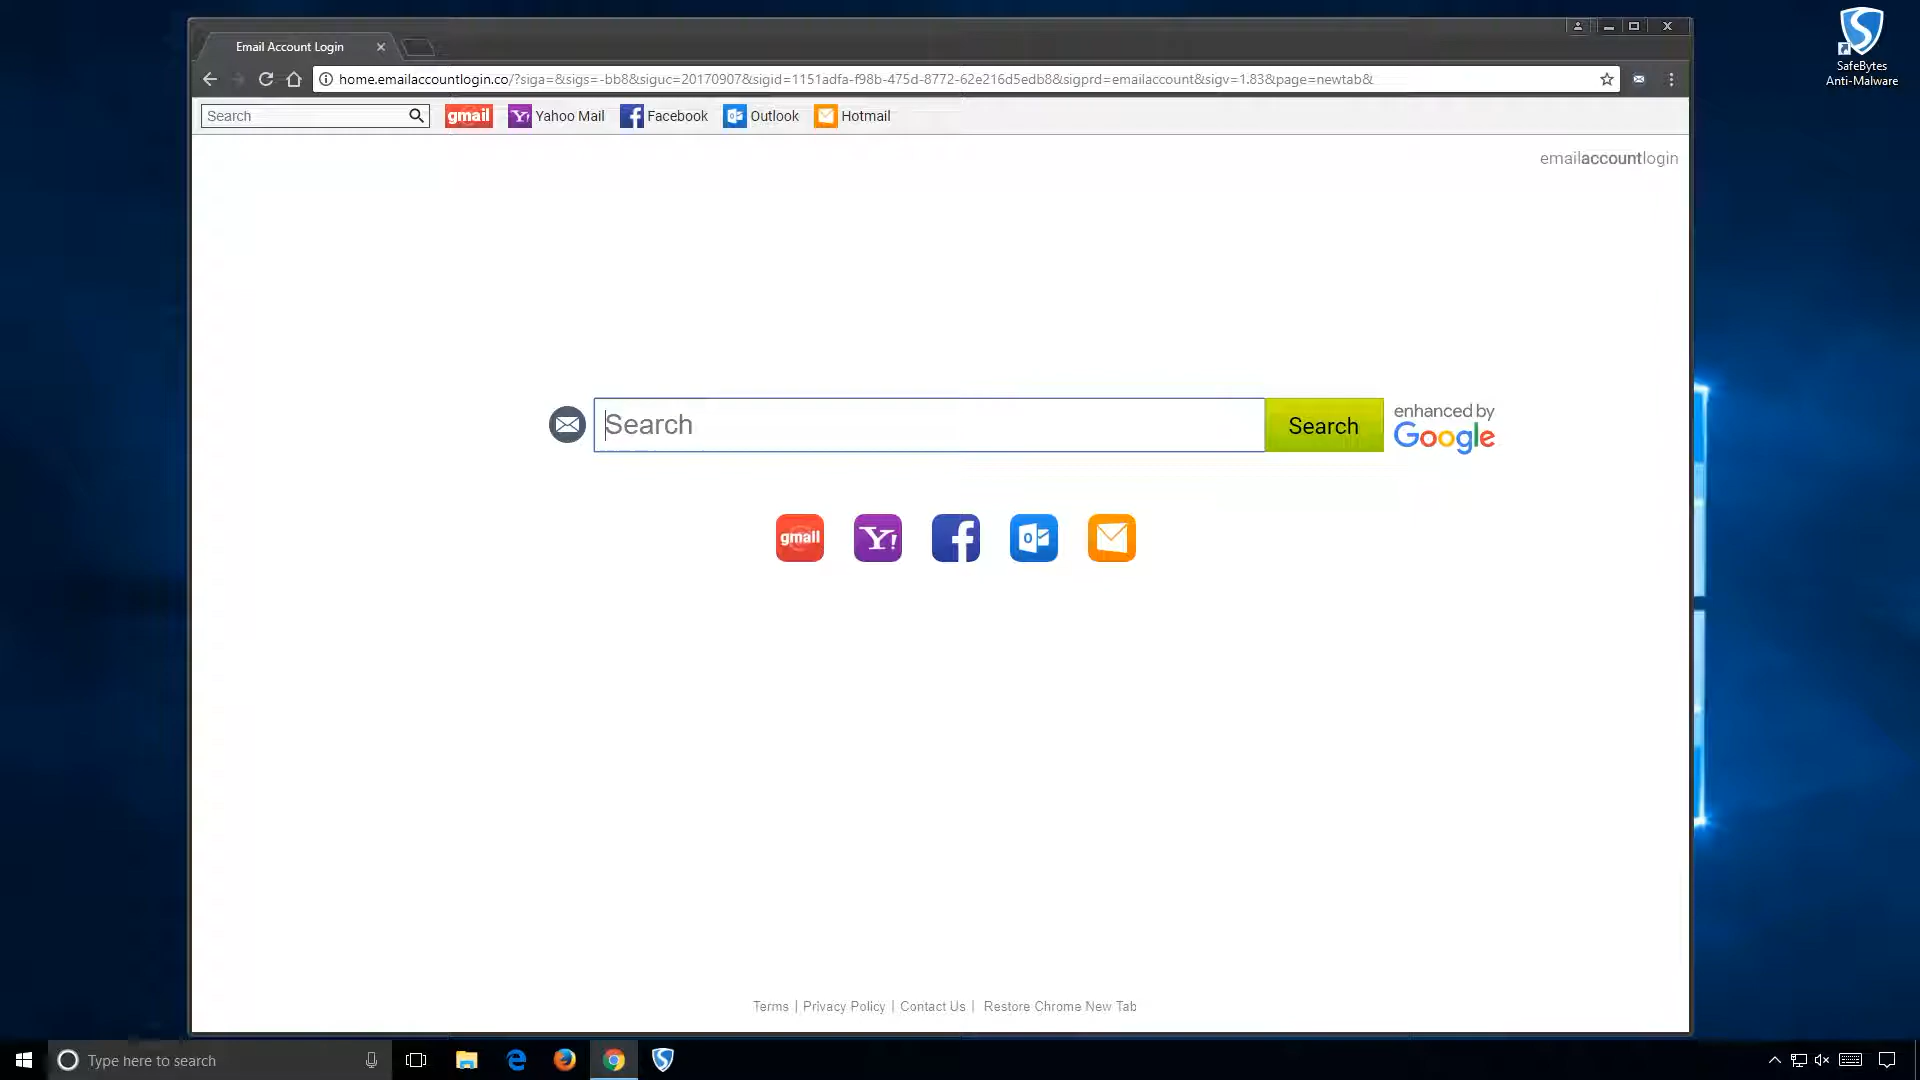 Email Account Login
home.emailaccountlogin.co/?siga=&sigs=-bb8&siguc=20170907&sigid=1151adfa-f98b-475d-8772-62e216d5edb8&sigprd=emailaccount&sigv=1.83&page=newtab&
Search gmail Yahoo Mail Facebook Outlook Hotmail
emailaccountlogin
Search Search enhanced by
Google
gmail Y!
Terms | Privacy Policy | Contact Us | Restore Chrome New Tab
SafeBytes
Anti-Malware
Type here to search